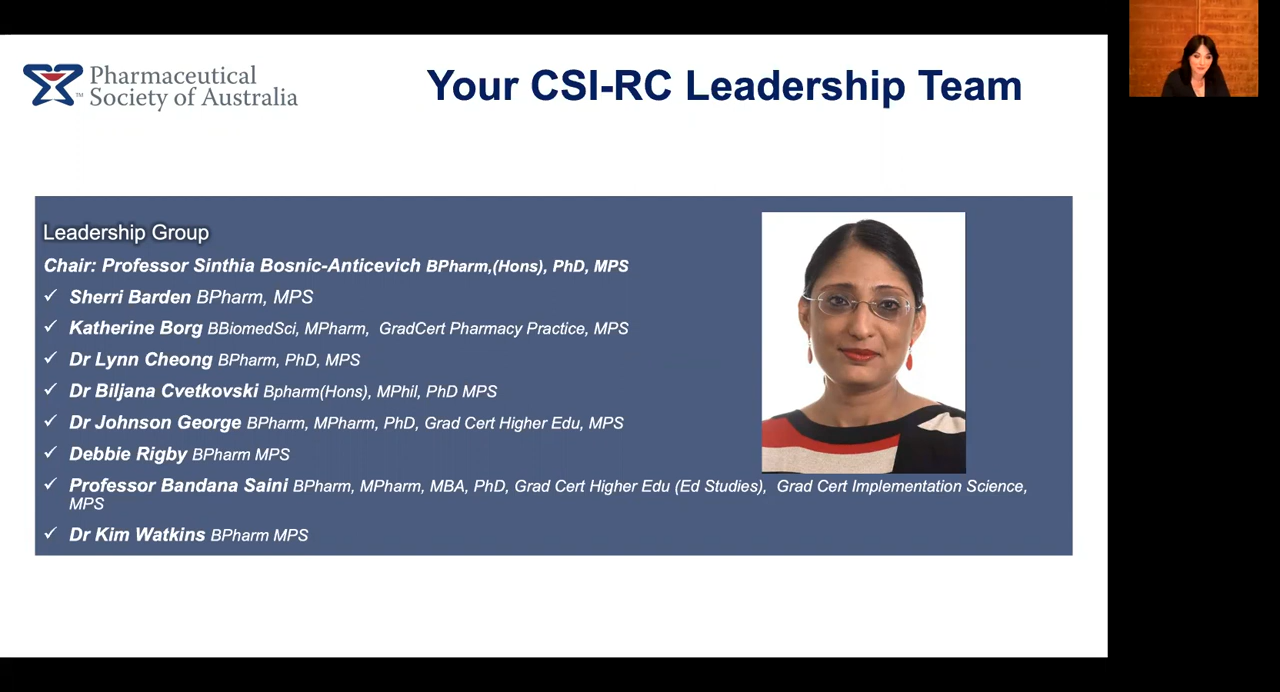 Pharmaceutical
Society of Australia
Your CSI-RC Leadership Team
Leadership Group
Chair: Professor Sinthia Bosnic-Anticevich BPharm,(Hons), PhD, MPS
✓ Sherri Barden BPharm, MPS
✓ Katherine Borg BBiomedSci, MPharm, GradCert Pharmacy Practice, MPS
✓ Dr Lynn Cheong BPharm, PhD, MPS
✓ Dr Biljana Cvetkovski Bpharm(Hons), MPhil, PhD MPS
✓ Dr Johnson George BPharm, MPharm, PhD, Grad Cert Higher Edu, MPS
✓ Debbie Rigby BPharm MPS
✓ Professor Bandana Saini BPharm, MPharm, MBA, PhD, Grad Cert Higher Edu (Ed Studies), Grad Cert Implementation Science,
MPS
✓ Dr Kim Watkins BPharm MPS